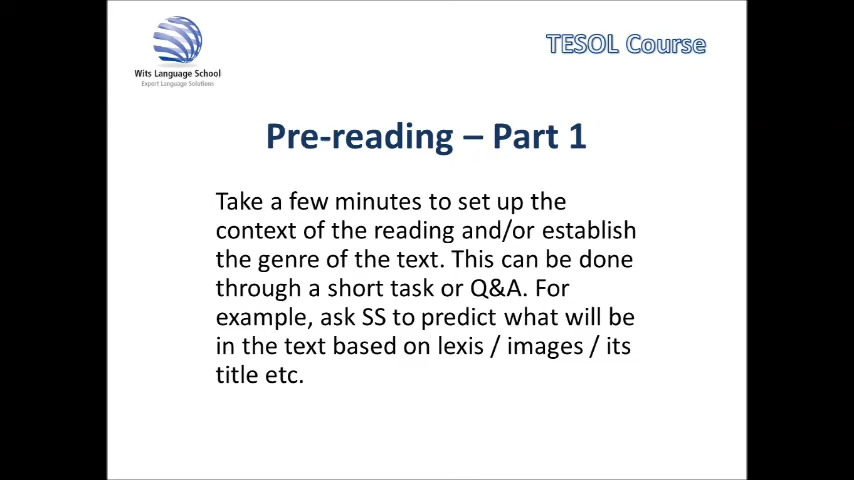 TESOL Course
Wits Language School
Expert Language Solutions
Pre-reading – Part 1
Take a few minutes to set up the
context of the reading and/or establish
the genre of the text. This can be done
through a short task or Q&A. For
example, ask SS to predict what will be
in the text based on lexis / images / its
title etc.